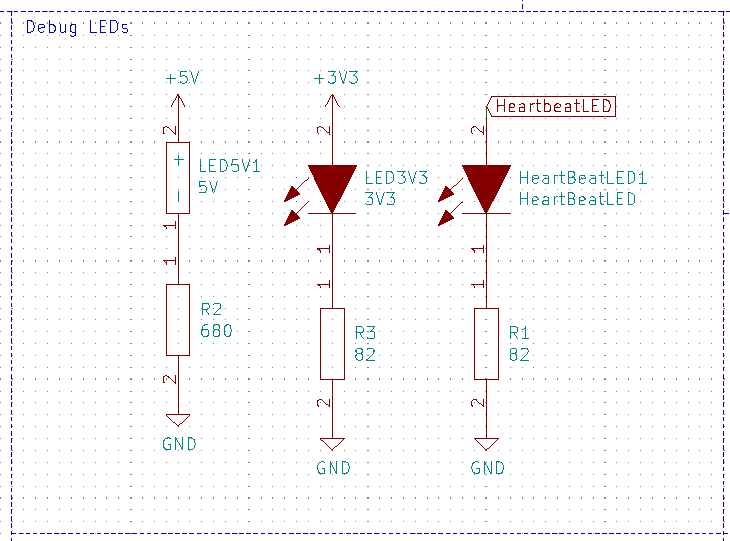 Debug LEDs
+5V
+3V3
HeartbeatLED
2
2
2
+
-
LED5V1
5V
LED3V3
3V3
HeartBeatLED1
HeartBeatLED
1
1
1
1
1
1
R2
680
R3
82
R1
82
2
2
2
GND
GND
GND